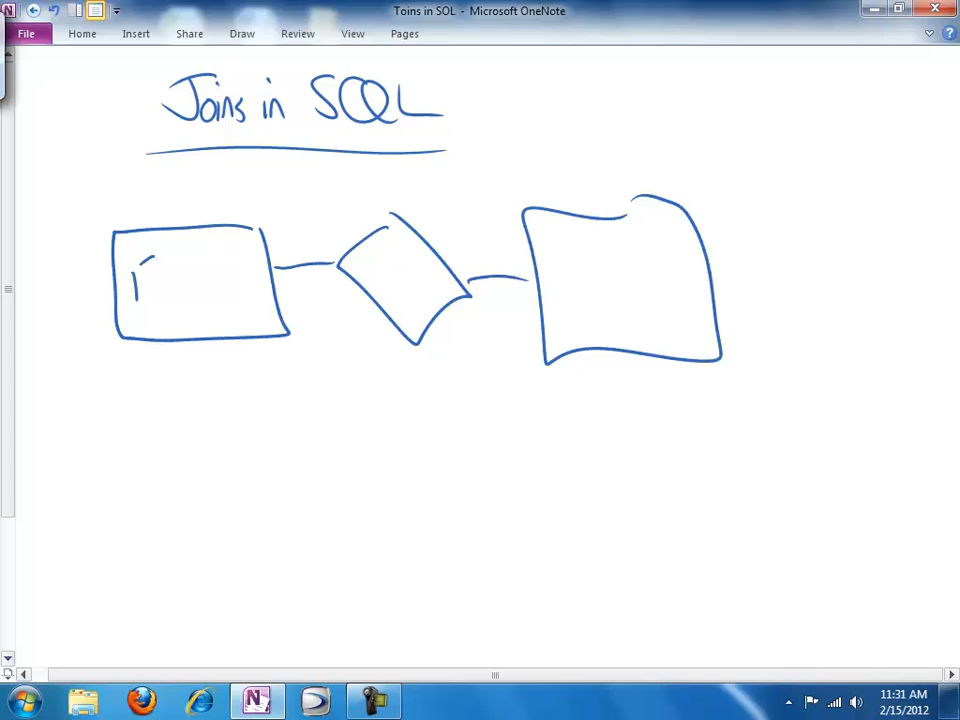 Toins in SOL - Microsoft OneNote
File Home Insert Share Draw Review View Pages
Joins in SQL
11:31 AM
2/15/2012